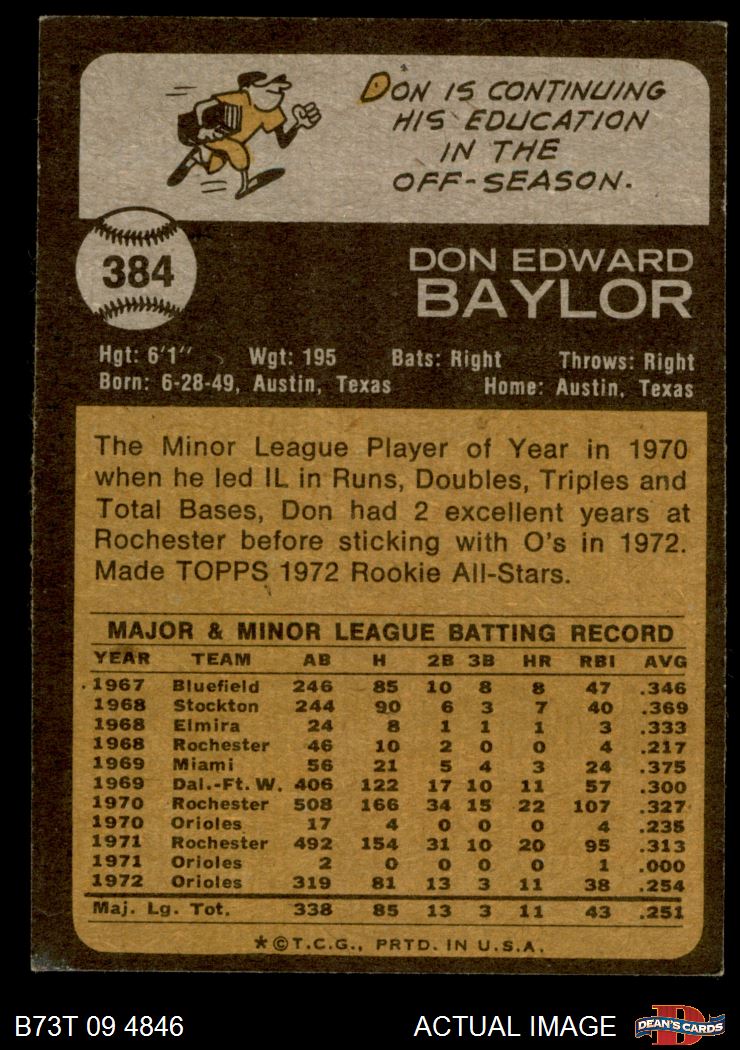 DON IS CONTINUING
HIS EDUCATION
IN THE
OFF-SEASON.
384
DON EDWARD
BAYLOR
Hgt: 6'1" Wgt: 195 Bats: Right Throws: Right
Born: 6-28-49, Austin, Texas Home: Austin, Texas
The Minor League Player of Year in 1970
when he led IL in Runs, Doubles, Triples and
Total Bases, Don had 2 excellent years at
Rochester before sticking with O's in 1972.
Made TOPPS 1972 Rookie All-Stars.
MAJOR & MINOR LEAGUE BATTING RECORD
YEAR TEAM AB H 2B 3B HR RBI AVG
1967 Bluefield 246 85 10 8 8 47 .346
1968 Stockton 244 90 6 3 7 40 .369
1968 Elmira 24 8 1 1 1 3 .333
1968 Rochester 46 10 2 0 0 4 .217
1969 Miami 56 21 5 4 3 24 .375
1969 Dal.-Ft. W. 406 122 17 10 11 57 .300
1970 Rochester 508 166 34 15 22 107 .327
1970 Orioles 17 4 0 0 0 4 .235
1971 Rochester 492 154 31 10 20 95 .313
1971 Orioles 2 0 0 0 0 1 .000
1972 Orioles 319 81 13 3 11 38 .254
Maj. Lg. Tot. 338 85 13 3 11 43 .251
*©T.C.G., PRTD. IN U.S.A.
B73T 09 4846 ACTUAL IMAGE D DEAN'S CARDS